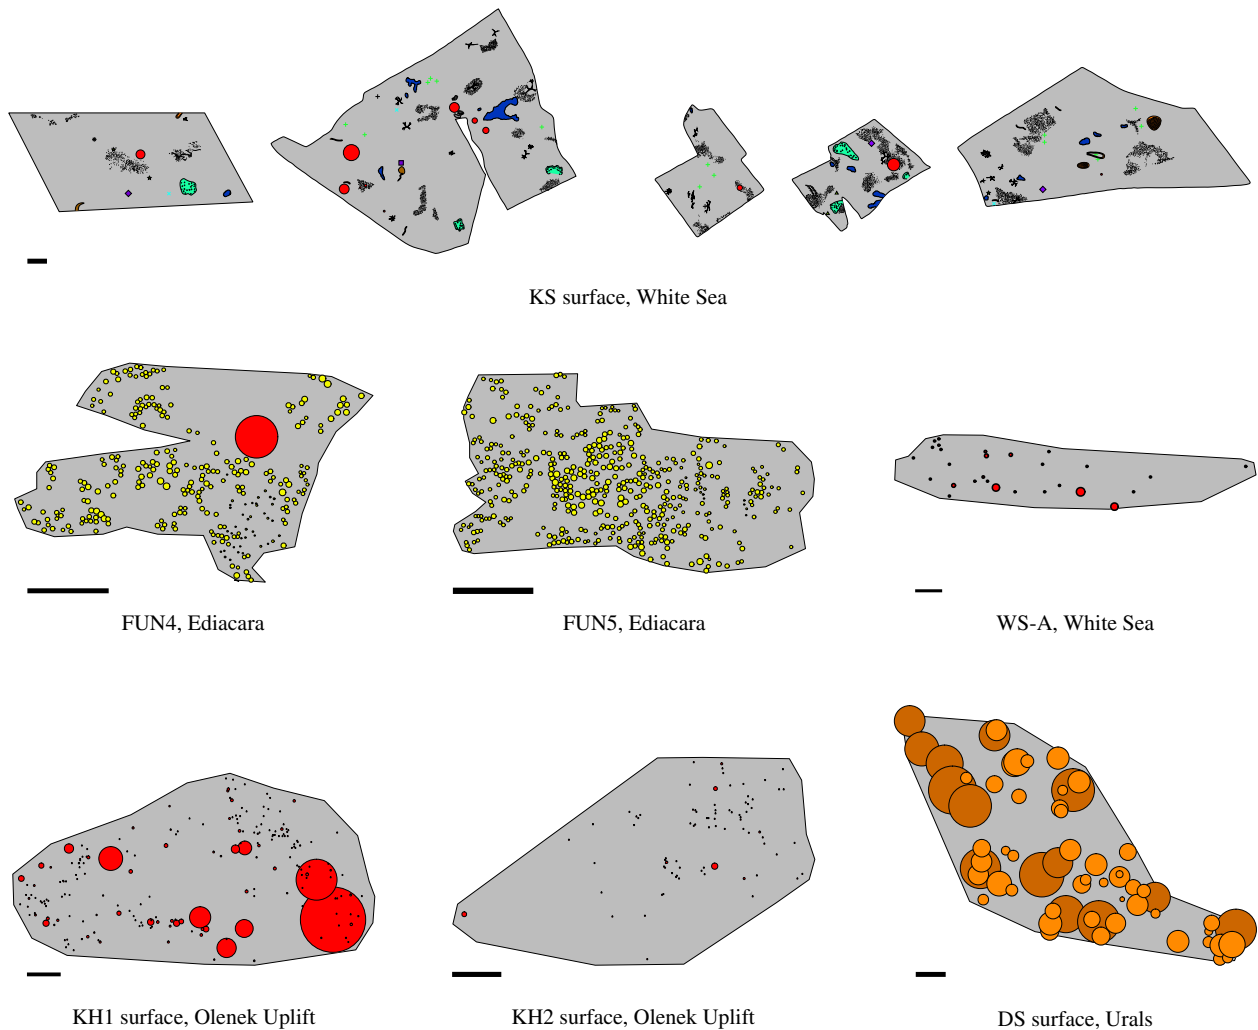 KS surface, White Sea
FUN4, Ediacara
FUN5, Ediacara
WS-A, White Sea
KH1 surface, Olenek Uplift
KH2 surface, Olenek Uplift
DS surface, Urals